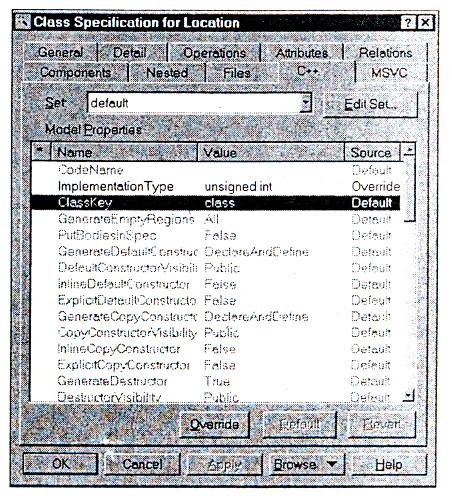 Class Specification for Location
General Detail Operations Attributes Relations
Components Nested Files C++ MSVC
Set default Edit Set...
Model Properties
* Name Value Source
CodeName Default
ImplementationType unsigned int Override
ClassKey class Default
GenerateEmptyRegions All Default
PutBodiesInSpec False Default
GenerateDefaultConstruc DeclareAndDefine Default
DefaultConstructorVisibili Public Default
InlineDefaultConstructor False Default
ExplicitDefaultConstructo False Default
GenerateCopyConstructor DeclareAndDefine Default
CopyConstructorVisibility Public Default
InlineCopyConstructor False Default
ExplicitCopyConstructor False Default
GenerateDestructor True Default
DestructorVisibility Public Default
Override Default Revert
OK Cancel Apply Browse Help